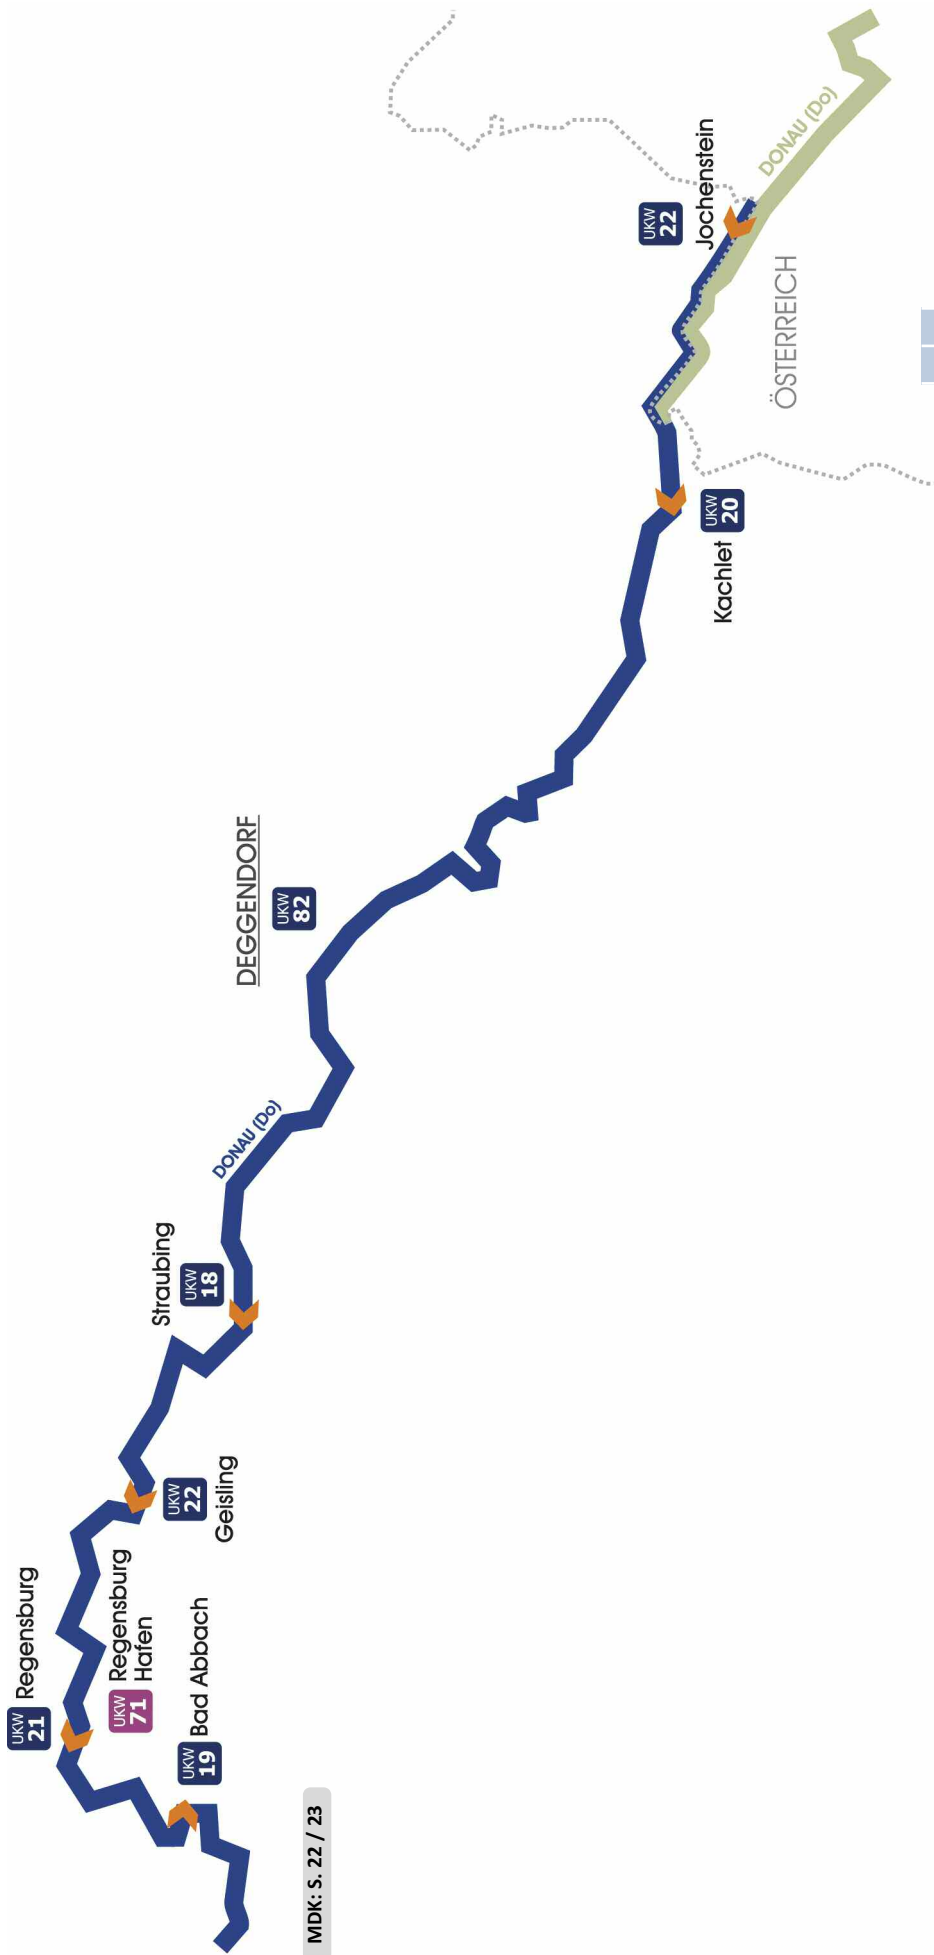 UKW
21
Regensburg
UKW
71
Regensburg
Hafen
UKW
19
Bad Abbach
MDK: S. 22 / 23
UKW
22
Geisling
Straubing
UKW
18
DONAU (Do)
DEGGENDORF
UKW
82
Kachlet
UKW
20
UKW
22
Jochenstein
ÖSTERREICH
DONAU (Do)